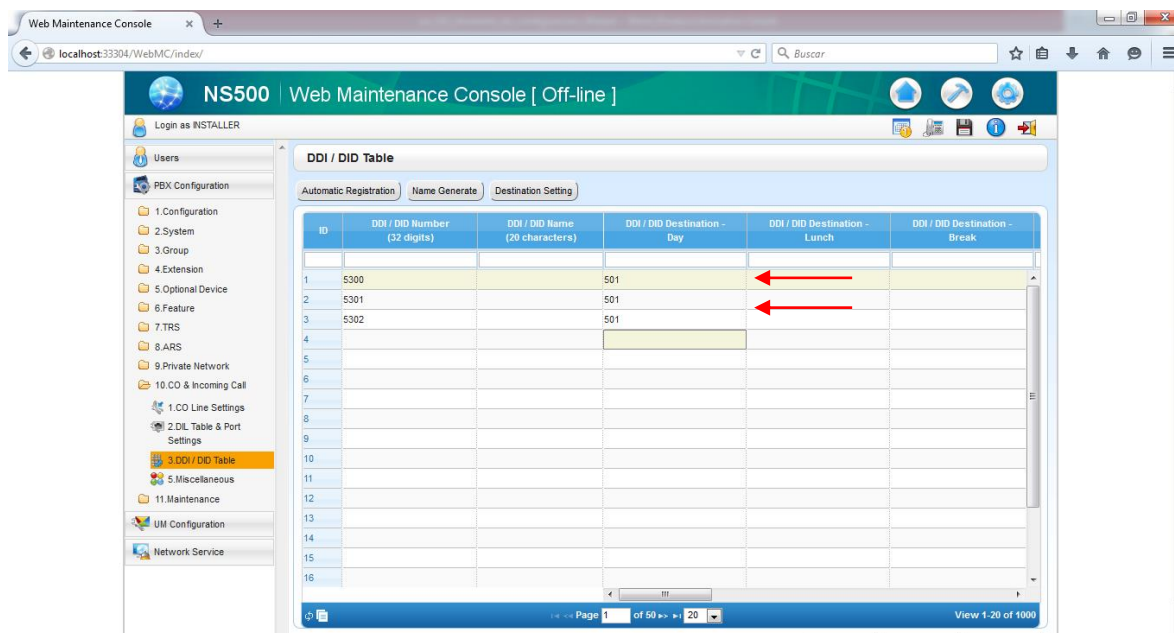 Web Maintenance Console
localhost:33304/WebMC/index/
Buscar
NS500 Web Maintenance Console [ Off-line ]
Login as INSTALLER
Users
PBX Configuration
1.Configuration
2.System
3.Group
4.Extension
5.Optional Device
6.Feature
7.TRS
8.ARS
9.Private Network
10.CO & Incoming Call
1.CO Line Settings
2.DIL Table & Port
Settings
3.DDI / DID Table
5.Miscellaneous
11.Maintenance
UM Configuration
Network Service
DDI / DID Table
Automatic Registration Name Generate Destination Setting
ID
DDI / DID Number
(32 digits)
DDI / DID Name
(20 characters)
DDI / DID Destination -
Day
DDI / DID Destination -
Lunch
DDI / DID Destination -
Break
1 5300 501
2 5301 501
3 5302 501
4
5
6
7
8
9
10
11
12
13
14
15
16
Page 1 of 50 20 View 1-20 of 1000